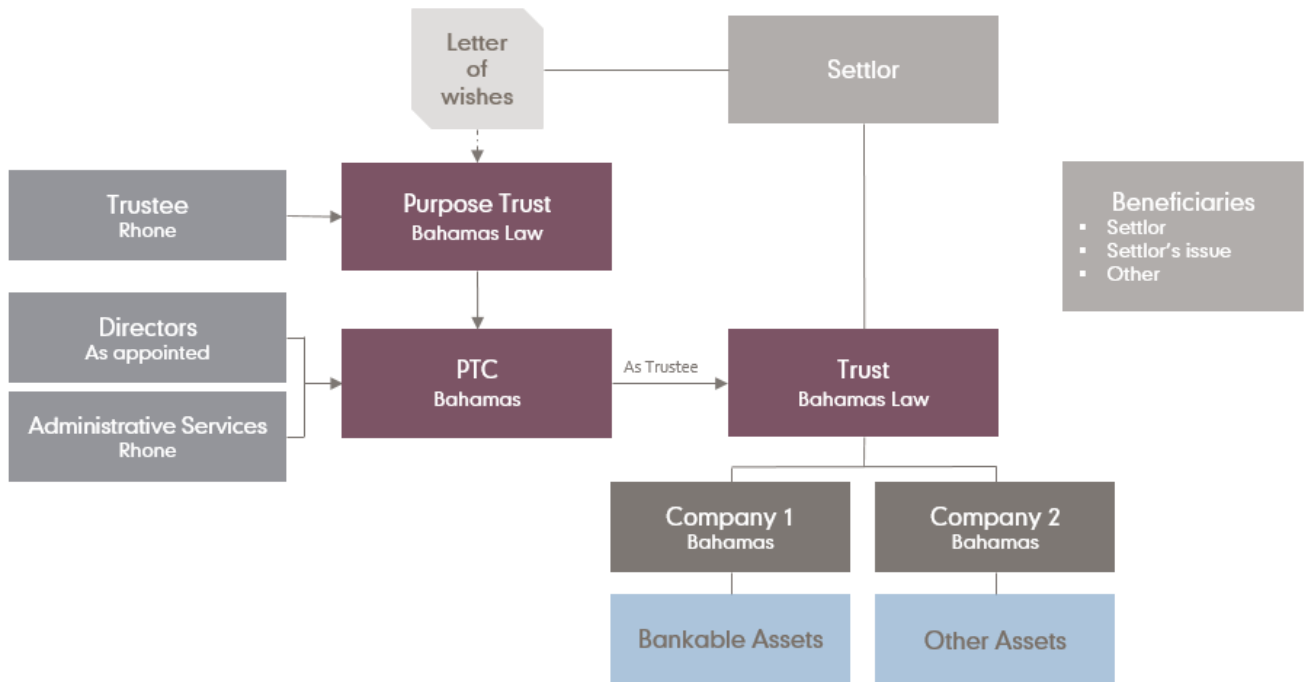 Letter
of
wishes
Settlor
Trustee
Rhone
Purpose Trust
Bahamas Law
Beneficiaries
▪ Settlor
▪ Settlor's issue
▪ Other
Directors
As appointed
PTC
Bahamas
As Trustee
Trust
Bahamas Law
Administrative Services
Rhone
Company 1
Bahamas
Company 2
Bahamas
Bankable Assets
Other Assets